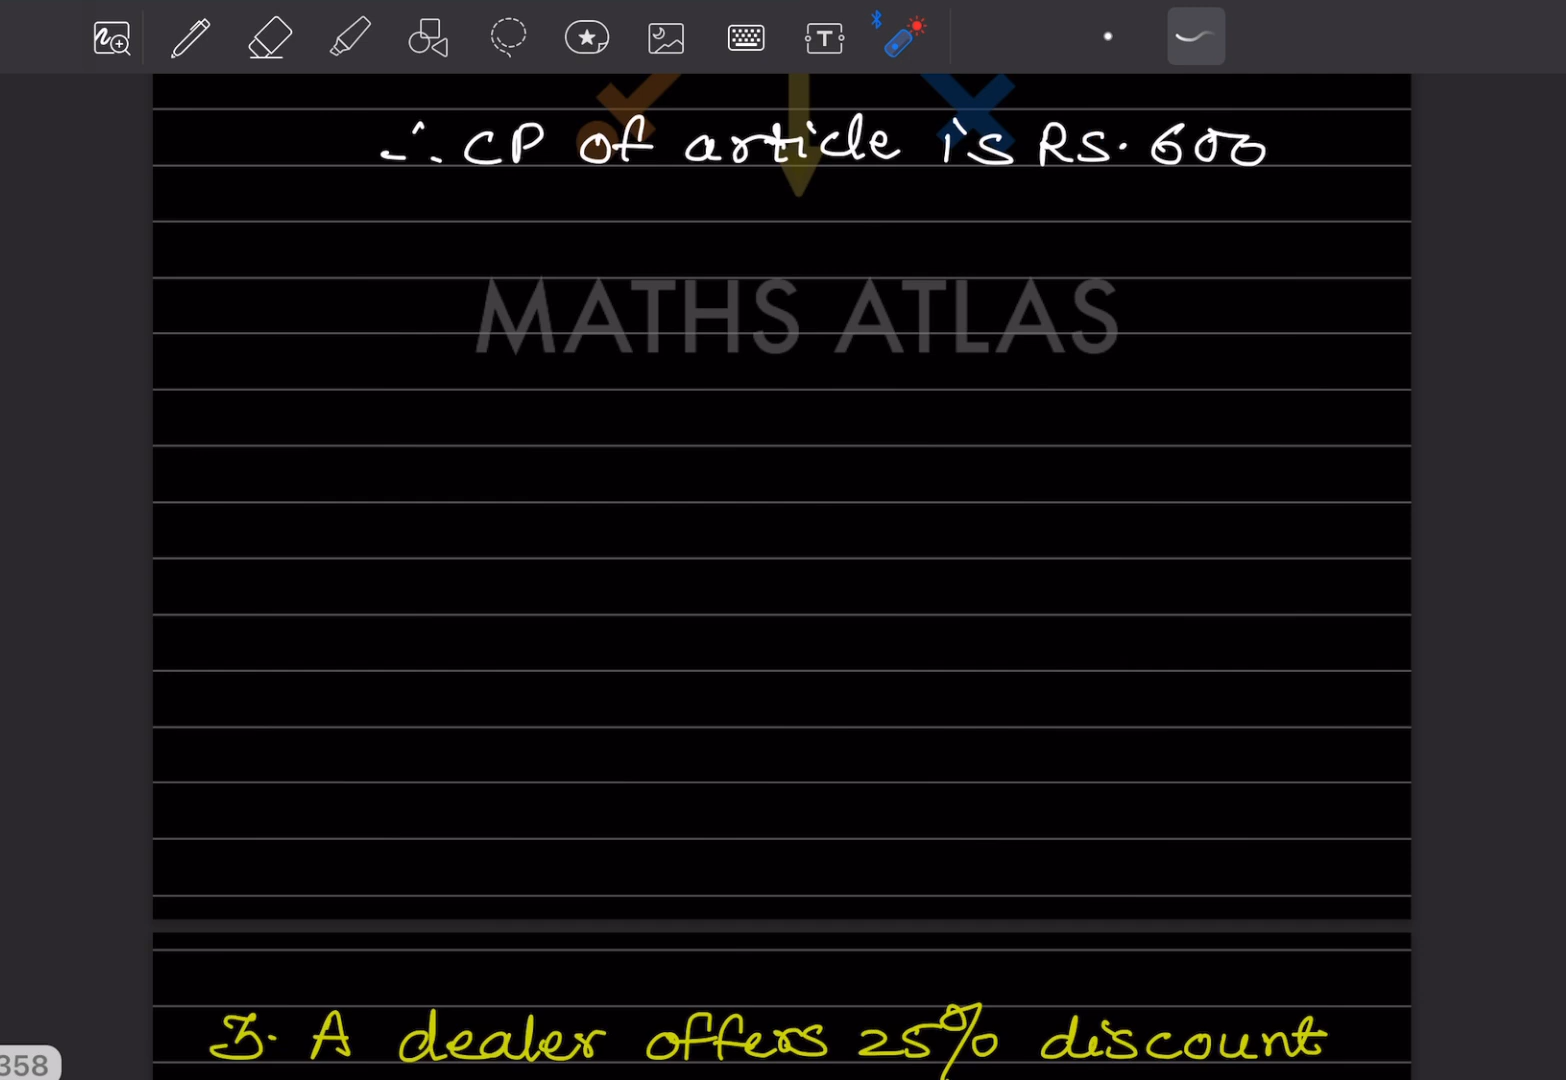 ∴ CP of article is RS. 600
MATHS ATLAS
3. A dealer offers 25% discount
358